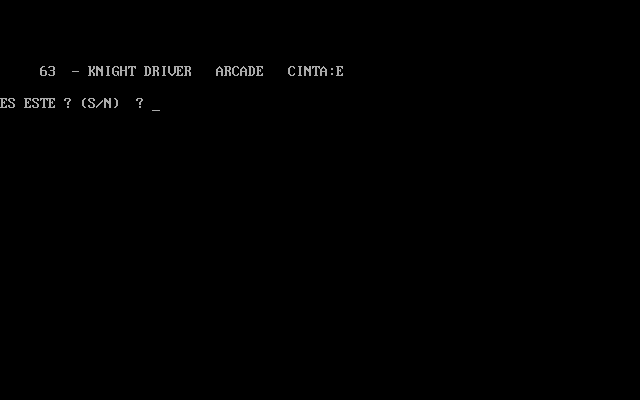 63 - KNIGHT DRIVER ARCADE CINTA:E
ES ESTE ? (S/N) ? _